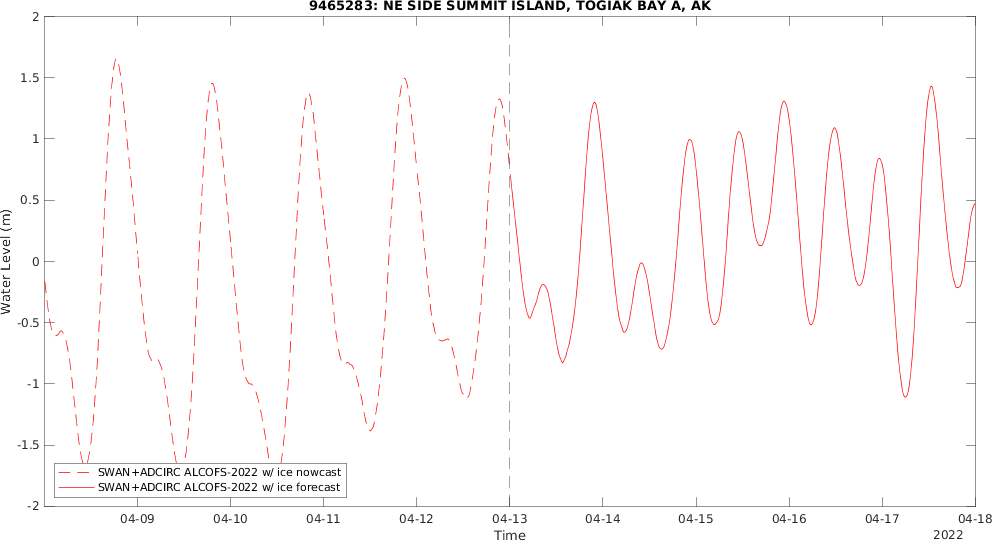 9465283: NE SIDE SUMMIT ISLAND, TOGIAK BAY A, AK
Water Level (m)
2
1.5
1
0.5
0
-0.5
-1
-1.5
-2
SWAN+ADCIRC ALCOFS-2022 w/ ice nowcast
SWAN+ADCIRC ALCOFS-2022 w/ ice forecast
04-09 04-10 04-11 04-12 04-13 04-14 04-15 04-16 04-17 04-18
Time
2022